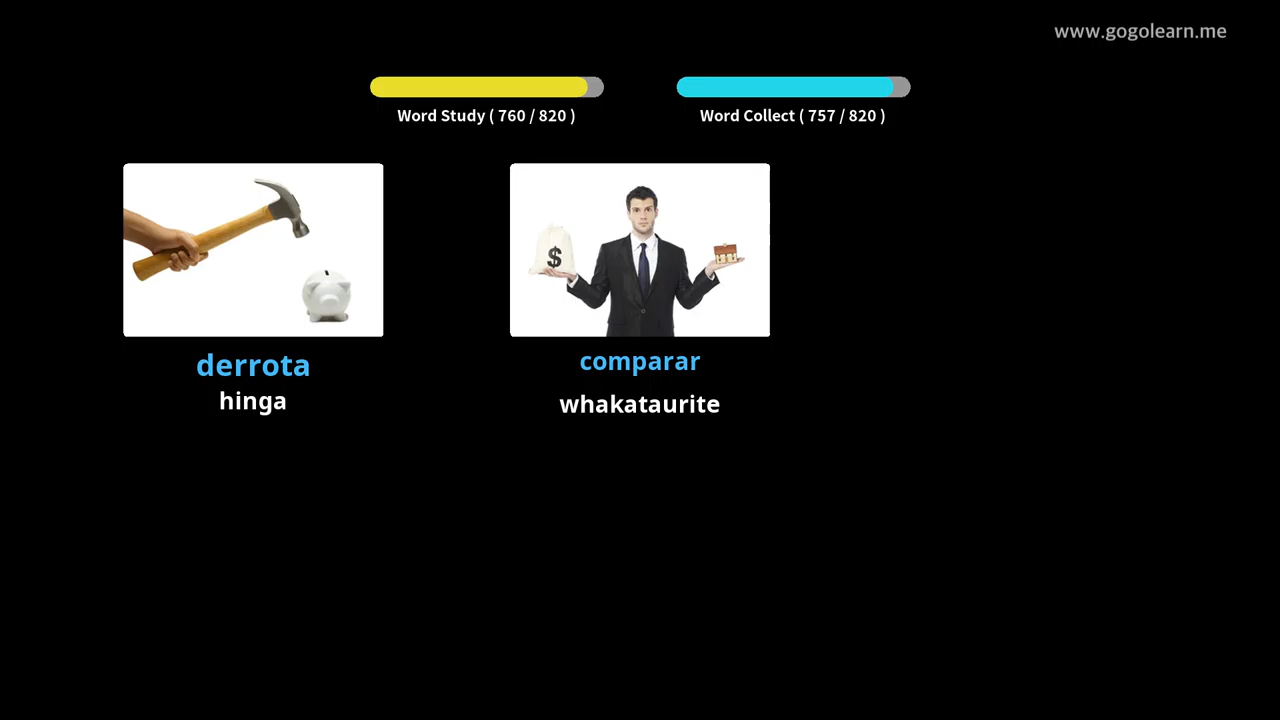 www.gogolearn.me
Word Study ( 760 / 820 )
Word Collect ( 757 / 820 )
$
derrota
hinga
comparar
whakataurite